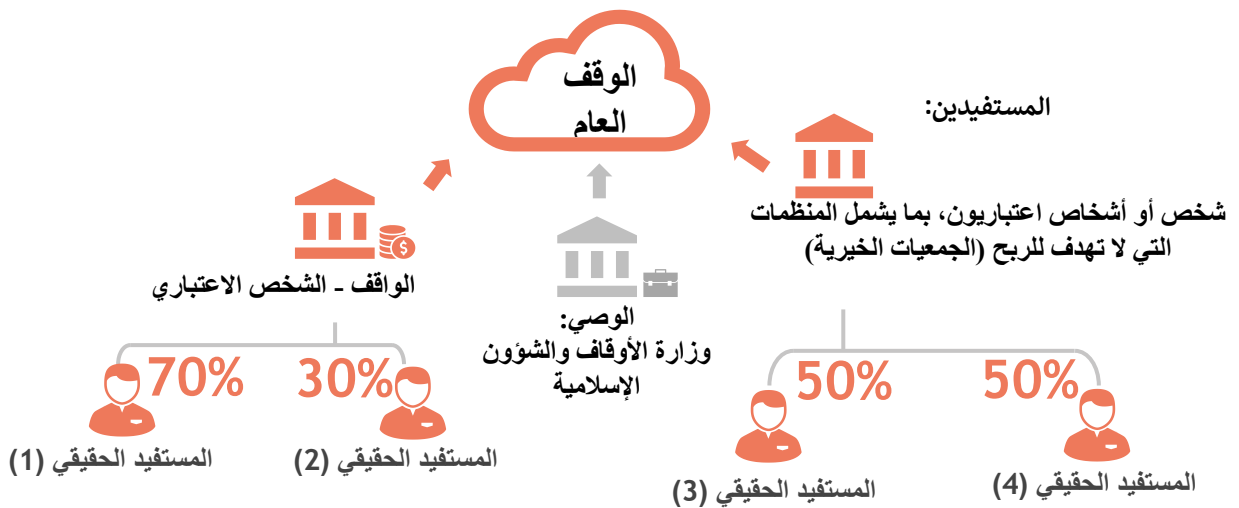 الوقف
العام
المستفيدين:
شخص أو أشخاص اعتباريون، بما يشمل المنظمات
التي لا تهدف للربح (الجمعيات الخيرية)
الواقف - الشخص الاعتباري
الوصي:
وزارة الأوقاف والشؤون
الإسلامية
70%
30%
50%
50%
المستفيد الحقيقي (1)
المستفيد الحقيقي (2)
المستفيد الحقيقي (3)
المستفيد الحقيقي (4)